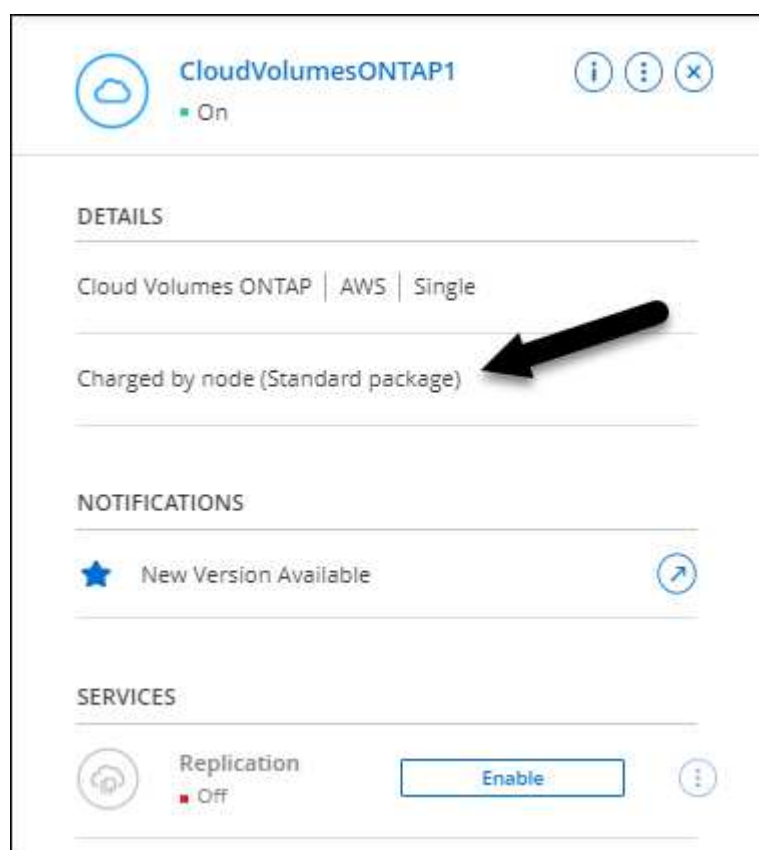 CloudVolumesONTAP1
On
DETAILS
Cloud Volumes ONTAP | AWS | Single
Charged by node (Standard package)
NOTIFICATIONS
New Version Available
SERVICES
Replication
Enable
Off